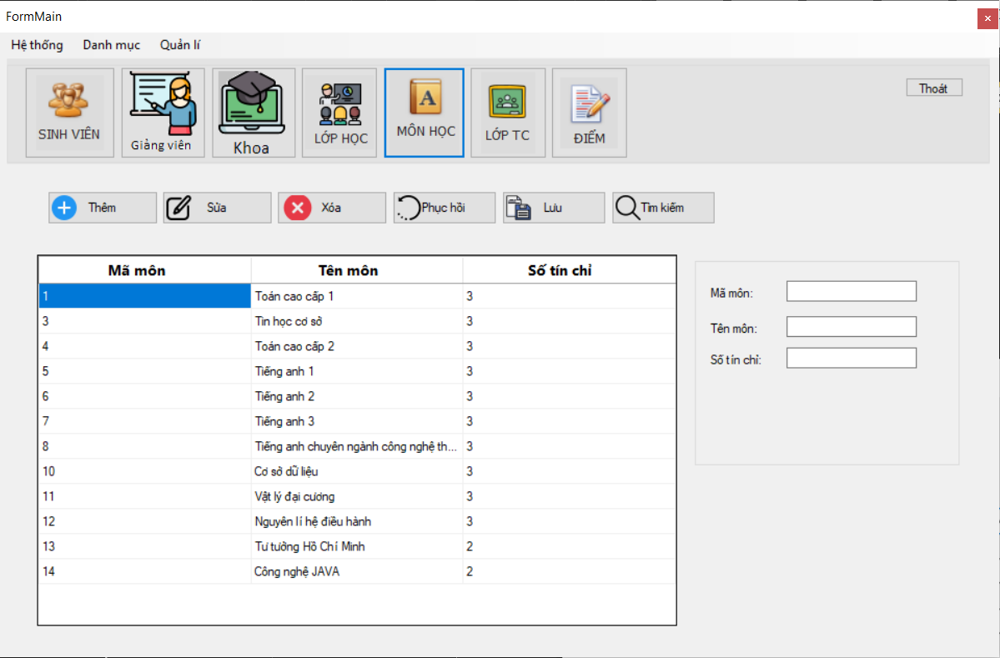 FormMain
Hệ thống Danh mục Quản lí
SINH VIÊN Giảng viên Khoa LỚP HỌC A MÔN HỌC LỚP TC ĐIỂM Thoát
Thêm Sửa Xóa Phục hồi Lưu Tìm kiếm
Mã môn Tên môn Số tín chỉ
1 Toán cao cấp 1 3
3 Tin học cơ sở 3
4 Toán cao cấp 2 3
5 Tiếng anh 1 3
6 Tiếng anh 2 3
7 Tiếng anh 3 3
8 Tiếng anh chuyên ngành công nghệ th... 3
10 Cơ sở dữ liệu 3
11 Vật lý đại cương 3
12 Nguyên lí hệ điều hành 3
13 Tư tưởng Hồ Chí Minh 2
14 Công nghệ JAVA 2
Mã môn:
Tên môn:
Số tín chỉ: